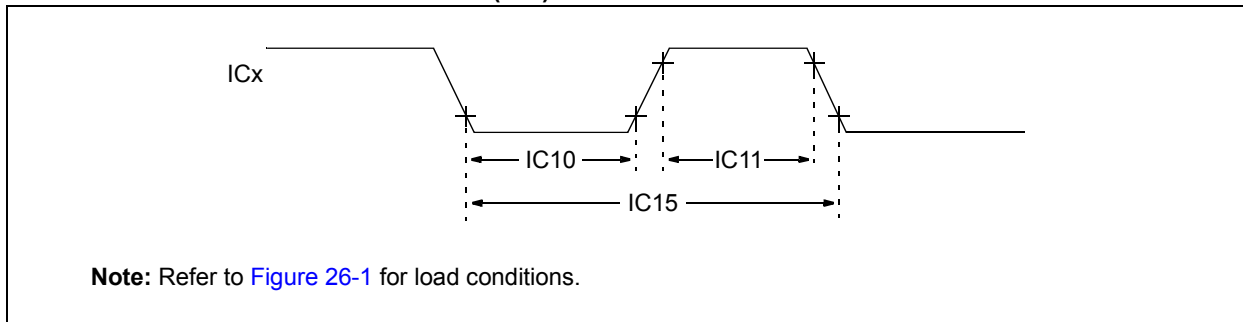 ICx
IC10
IC11
IC15
Note: Refer to Figure 26-1 for load conditions.